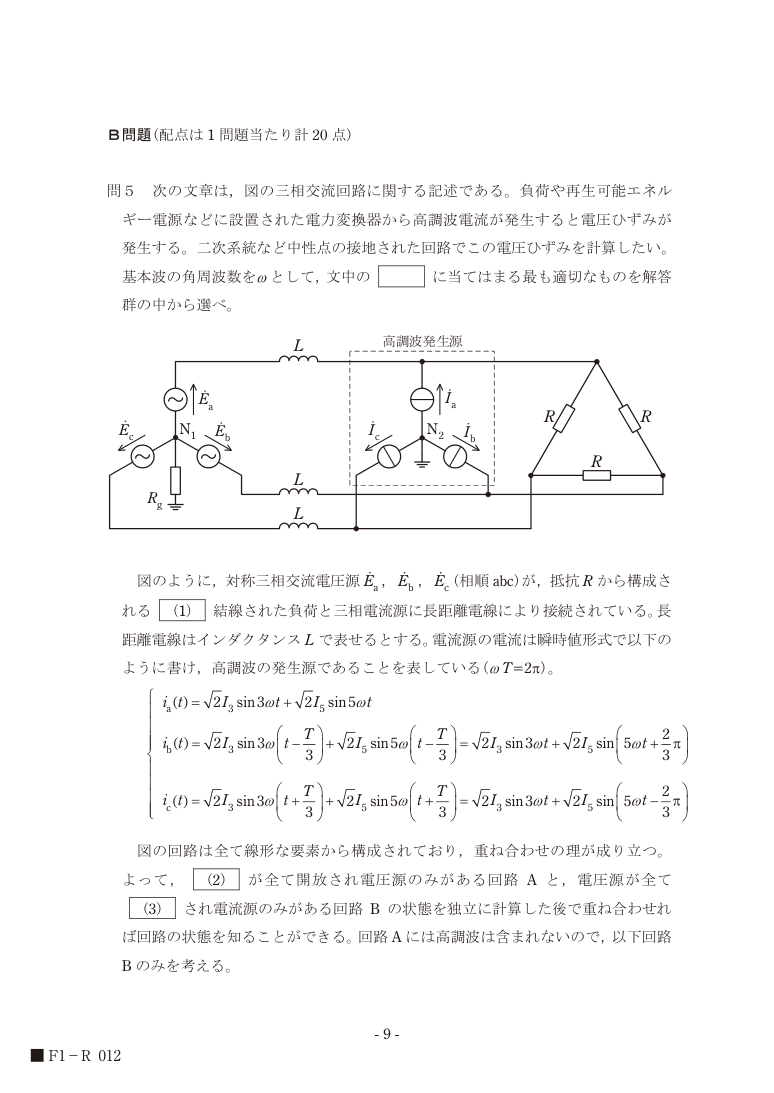 B問題(配点は1問題当たり計20点)
問5　次の文章は，図の三相交流回路に関する記述である。負荷や再生可能エネル
ギー電源などに設置された電力変換器から高調波電流が発生すると電圧ひずみが
発生する。二次系統など中性点の接地された回路でこの電圧ひずみを計算したい。
基本波の角周波数をωとして，文中の　　　に当てはまる最も適切なものを解答
群の中から選べ。
高調波発生源
L
Ėa
Ėc
Ėb
N1
Rg
L
L
İa
İc
İb
N2
R
R
R
図のように，対称三相交流電圧源Ėa，Ėb，Ėc(相順abc)が，抵抗Rから構成さ
れる (1) 結線された負荷と三相電流源に長距離電線により接続されている。長
距離電線はインダクタンスLで表せるとする。電流源の電流は瞬時値形式で以下の
ように書け，高調波の発生源であることを表している(ωT=2π)。
ia(t)=√2I3 sin3ωt+√2I5 sin5ωt
ib(t)=√2I3 sin3ω(t−T/3)+√2I5 sin5ω(t−T/3)=√2I3 sin3ωt+√2I5 sin(5ωt+2/3π)
ic(t)=√2I3 sin3ω(t+T/3)+√2I5 sin5ω(t+T/3)=√2I3 sin3ωt+√2I5 sin(5ωt−2/3π)
図の回路は全て線形な要素から構成されており，重ね合わせの理が成り立つ。
よって， (2) が全て開放され電圧源のみがある回路 A と，電圧源が全て
(3) され電流源のみがある回路 B の状態を独立に計算した後で重ね合わせれ
ば回路の状態を知ることができる。回路Aには高調波は含まれないので，以下回路
Bのみを考える。
- 9 -
■F1−R 012